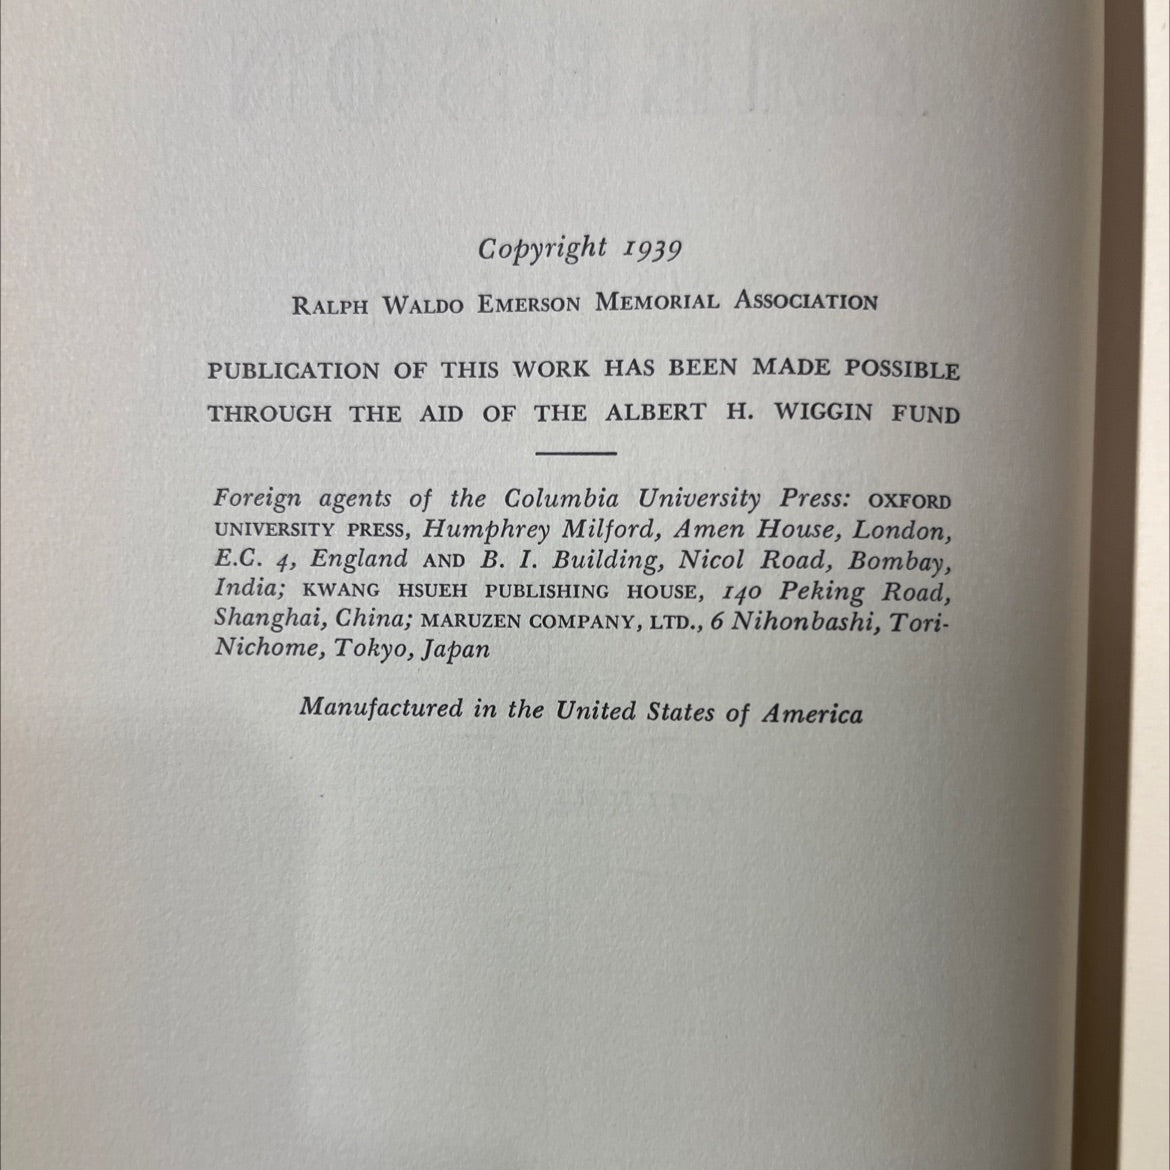 Copyright 1939
RALPH WALDO EMERSON MEMORIAL ASSOCIATION
PUBLICATION OF THIS WORK HAS BEEN MADE POSSIBLE
THROUGH THE AID OF THE ALBERT H. WIGGIN FUND
Foreign agents of the Columbia University Press: OXFORD
UNIVERSITY PRESS, Humphrey Milford, Amen House, London,
E.C. 4, England AND B. I. Building, Nicol Road, Bombay,
India; KWANG HSUEH PUBLISHING HOUSE, 140 Peking Road,
Shanghai, China; MARUZEN COMPANY, LTD., 6 Nihonbashi, Tori-
Nichome, Tokyo, Japan
Manufactured in the United States of America